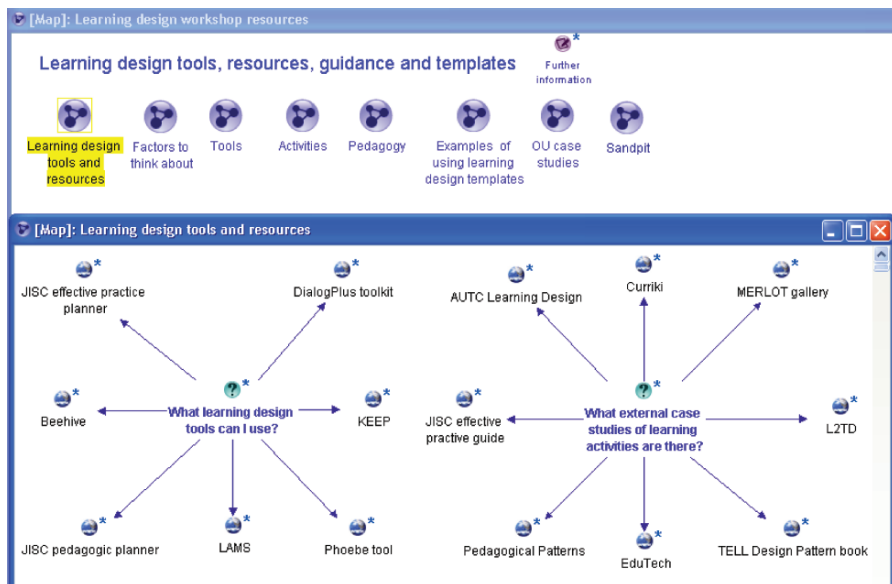 [Map]: Learning design workshop resources
Learning design tools, resources, guidance and templates
*
Further
information
Learning design
tools and
resources
Factors to
think about
Tools
Activities
Pedagogy
Examples of
using learning
design templates
OU case
studies
Sandpit
[Map]: Learning design tools and resources
*
JISC effective practice
planner
*
DialogPlus toolkit
*
AUTC Learning Design
*
Curriki
*
MERLOT gallery
*
Beehive
? *
What learning design
tools can I use?
*
KEEP
*
JISC effective
practive guide
? *
What external case
studies of learning
activities are there?
*
L2TD
*
JISC pedagogic planner
*
LAMS
*
Phoebe tool
*
Pedagogical Patterns
*
EduTech
*
TELL Design Pattern book